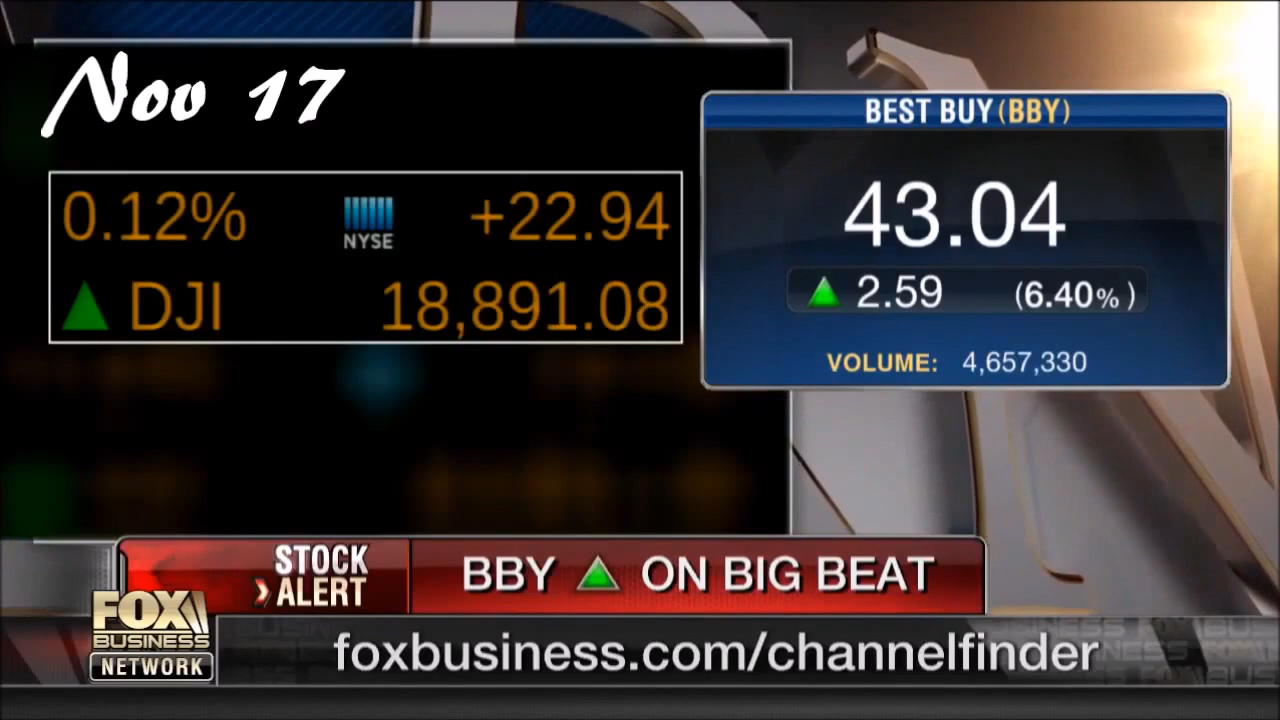 Nov 17
0.12% NYSE +22.94
▲ DJI 18,891.08
BEST BUY (BBY)
43.04
▲ 2.59 (6.40%)
VOLUME: 4,657,330
STOCK ALERT
BBY ▲ ON BIG BEAT
FOX
BUSINESS
NETWORK
foxbusiness.com/channelfinder